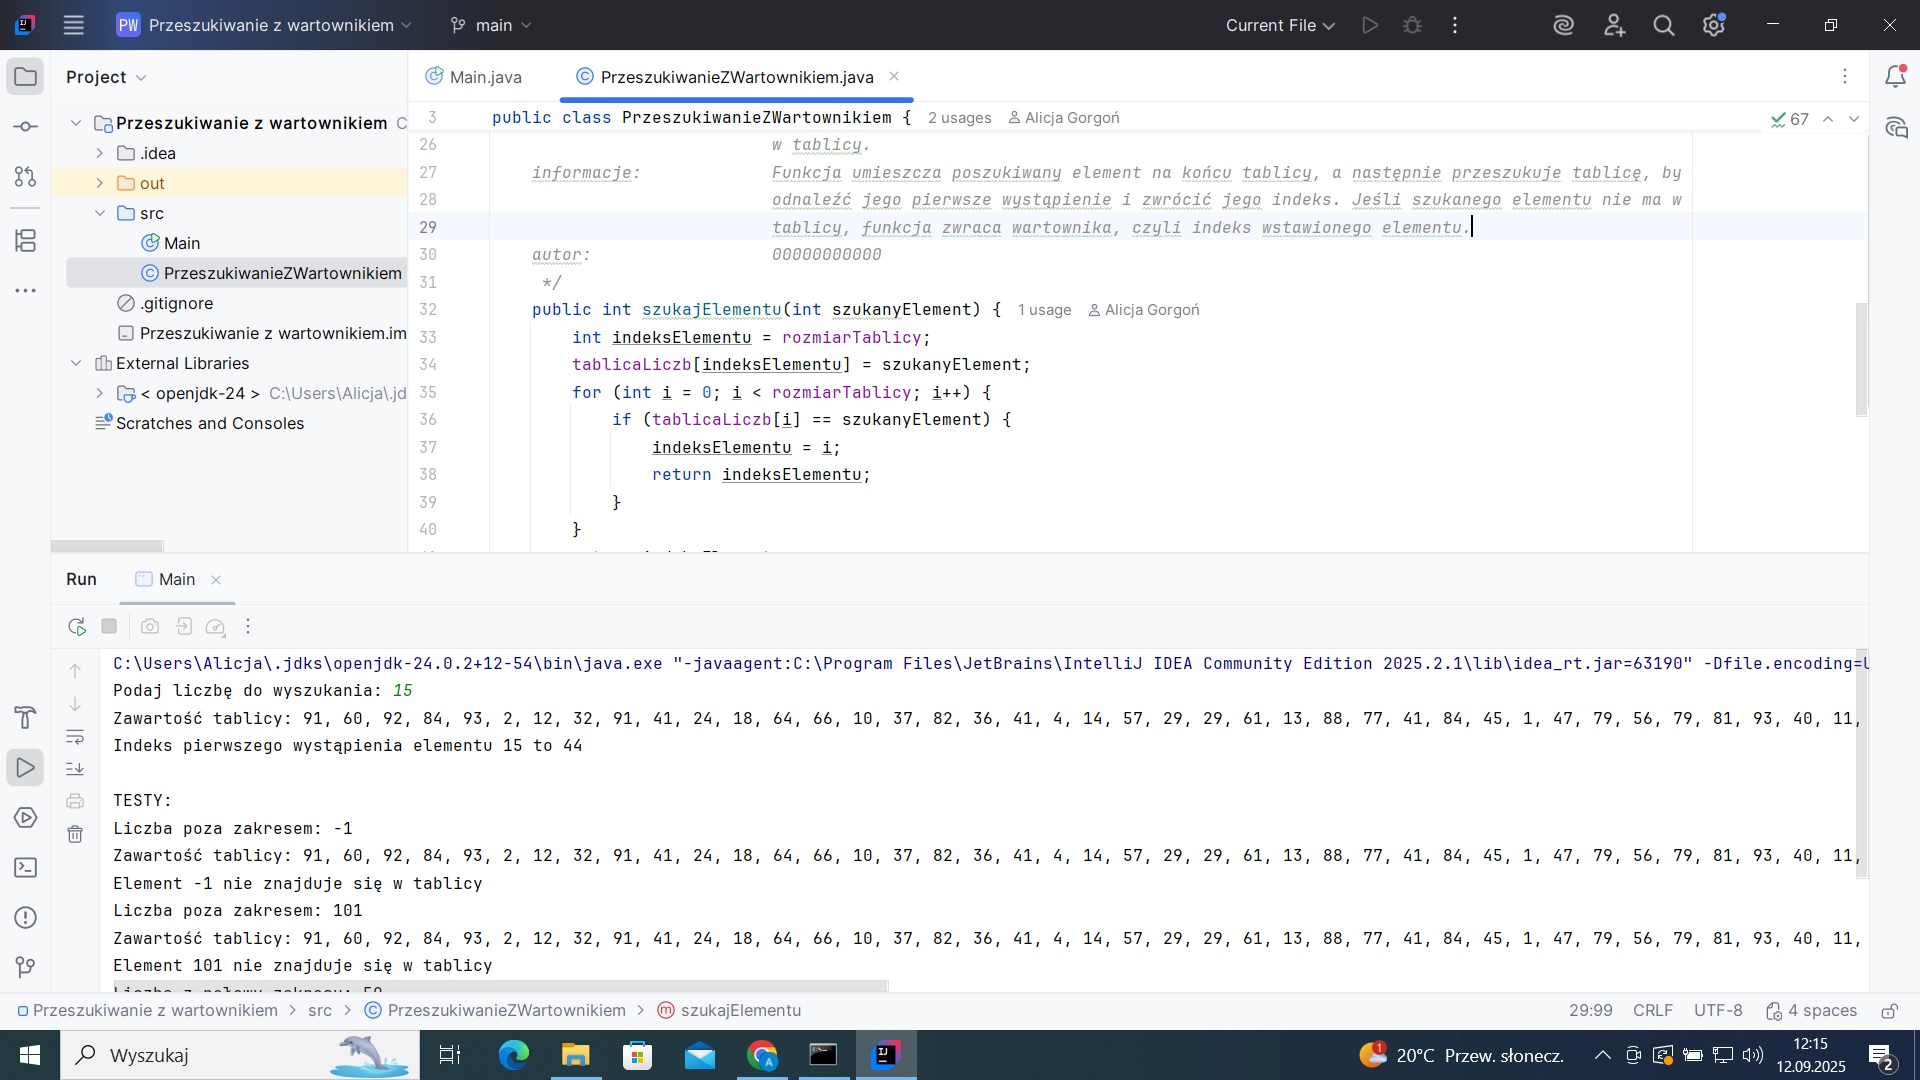 PW Przeszukiwanie z wartownikiem main Current File
Project
Main.java PrzeszukiwanieZWartownikiem.java
Przeszukiwanie z wartownikiem C
.idea
out
src
Main
PrzeszukiwanieZWartownikiem
.gitignore
Przeszukiwanie z wartownikiem.im
External Libraries
< openjdk-24 > C:\Users\Alicja\.jd
Scratches and Consoles
3 public class PrzeszukiwanieZWartownikiem { 2 usages Alicja Gorgoń
67
26 w tablicy.
27 informacje: Funkcja umieszcza poszukiwany element na końcu tablicy, a następnie przeszukuje tablicę, by
28 odnaleźć jego pierwsze wystąpienie i zwrócić jego indeks. Jeśli szukanego elementu nie ma w
29 tablicy, funkcja zwraca wartownika, czyli indeks wstawionego elementu.
30 autor: 00000000000
31 */
32 public int szukajElementu(int szukanyElement) { 1 usage Alicja Gorgoń
33 int indeksElementu = rozmiarTablicy;
34 tablicaLiczb[indeksElementu] = szukanyElement;
35 for (int i = 0; i < rozmiarTablicy; i++) {
36 if (tablicaLiczb[i] == szukanyElement) {
37 indeksElementu = i;
38 return indeksElementu;
39 }
40 }
Run Main
C:\Users\Alicja\.jdks\openjdk-24.0.2+12-54\bin\java.exe "-javaagent:C:\Program Files\JetBrains\IntelliJ IDEA Community Edition 2025.2.1\lib\idea_rt.jar=63190" -Dfile.encoding=U
Podaj liczbę do wyszukania: 15
Zawartość tablicy: 91, 60, 92, 84, 93, 2, 12, 32, 91, 41, 24, 18, 64, 66, 10, 37, 82, 36, 41, 4, 14, 57, 29, 29, 61, 13, 88, 77, 41, 84, 45, 1, 47, 79, 56, 79, 81, 93, 40, 11,
Indeks pierwszego wystąpienia elementu 15 to 44
TESTY:
Liczba poza zakresem: -1
Zawartość tablicy: 91, 60, 92, 84, 93, 2, 12, 32, 91, 41, 24, 18, 64, 66, 10, 37, 82, 36, 41, 4, 14, 57, 29, 29, 61, 13, 88, 77, 41, 84, 45, 1, 47, 79, 56, 79, 81, 93, 40, 11,
Element -1 nie znajduje się w tablicy
Liczba poza zakresem: 101
Zawartość tablicy: 91, 60, 92, 84, 93, 2, 12, 32, 91, 41, 24, 18, 64, 66, 10, 37, 82, 36, 41, 4, 14, 57, 29, 29, 61, 13, 88, 77, 41, 84, 45, 1, 47, 79, 56, 79, 81, 93, 40, 11,
Element 101 nie znajduje się w tablicy
Przeszukiwanie z wartownikiem > src > PrzeszukiwanieZWartownikiem > szukajElementu 29:99 CRLF UTF-8 4 spaces
Wyszukaj 1 20°C Przew. słonecz. 12:15
12.09.2025 2